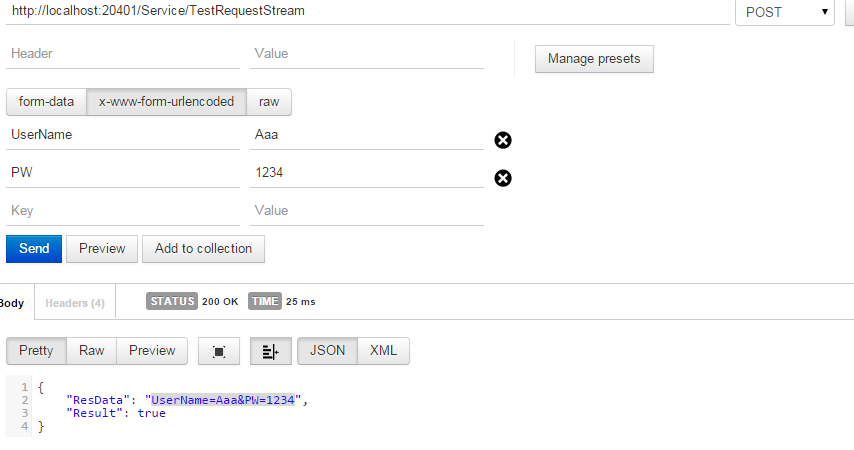 http://localhost:20401/Service/TestRequestStream POST
Header Value Manage presets
form-data x-www-form-urlencoded raw
UserName Aaa
PW 1234
Key Value
Send Preview Add to collection
Body Headers (4) STATUS 200 OK TIME 25 ms
Pretty Raw Preview JSON XML
1 {
2 "ResData": "UserName=Aaa&PW=1234",
3 "Result": true
4 }